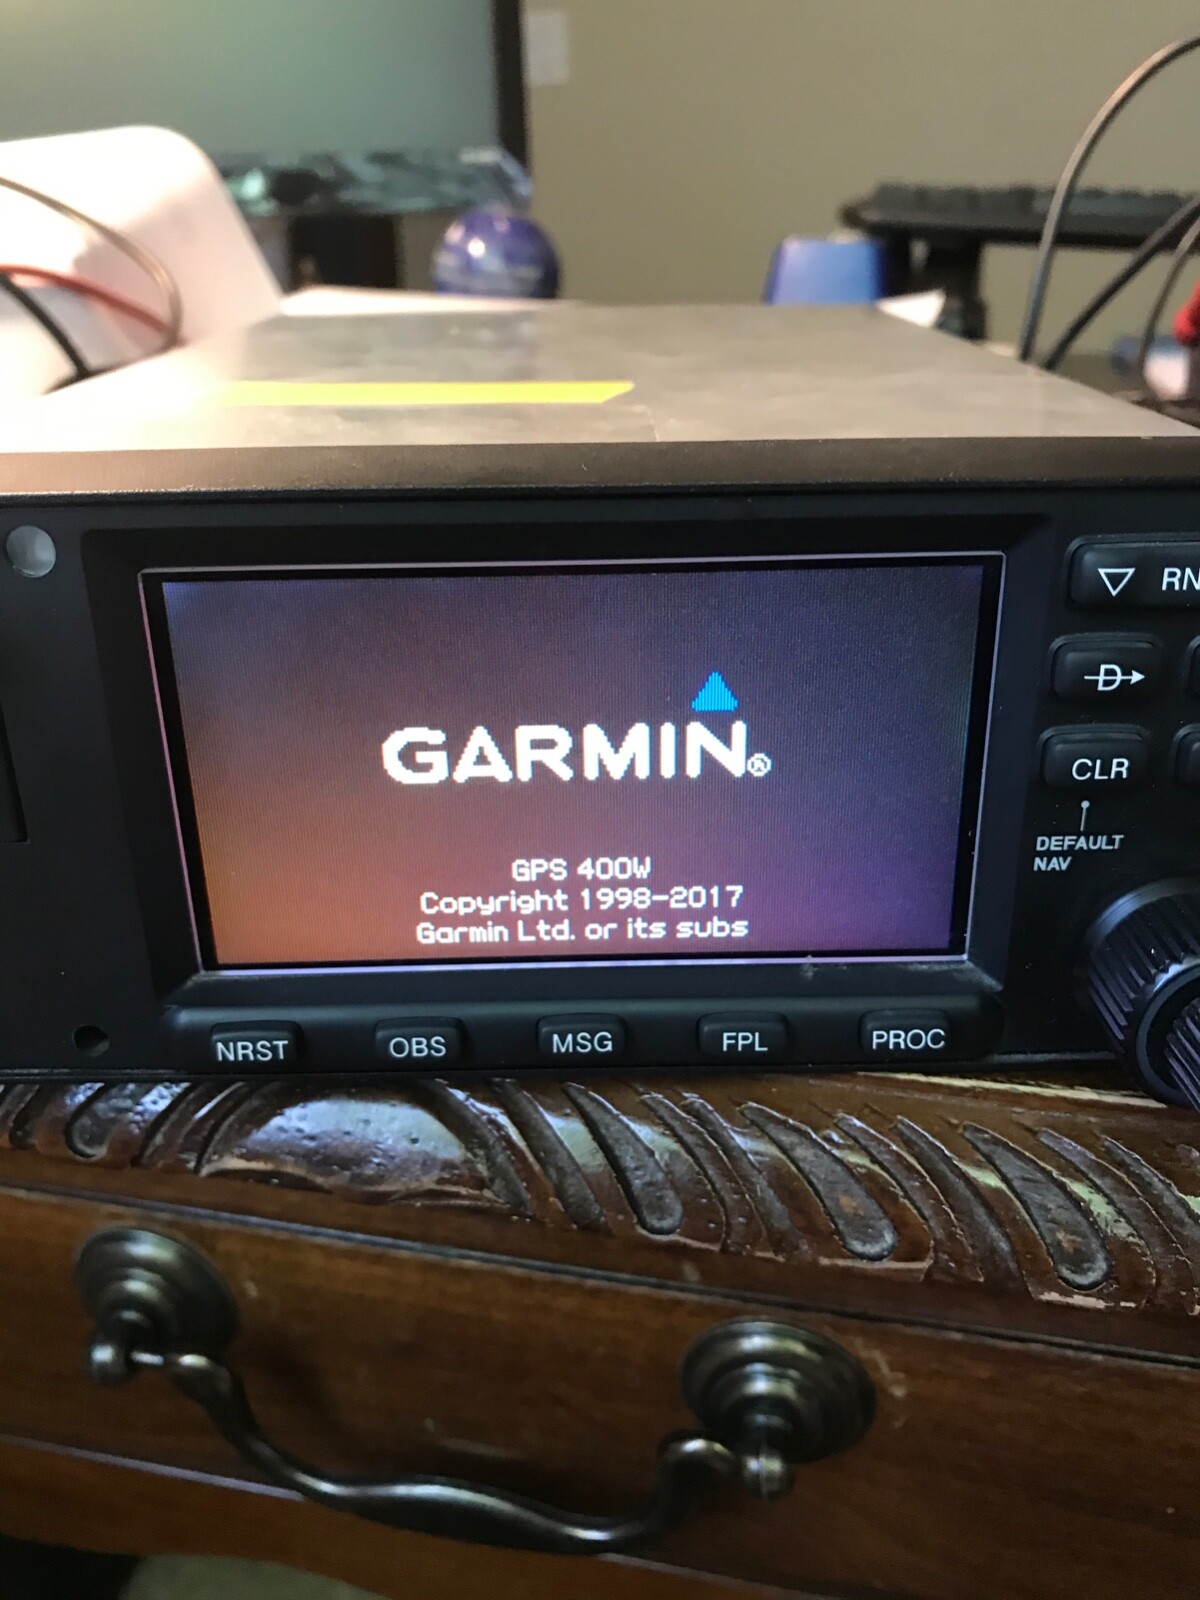 GARMIN®
GPS 400W
Copyright 1998-2017
Garmin Ltd. or its subs
RN
D
CLR
DEFAULT
NAV
NRST OBS MSG FPL PROC